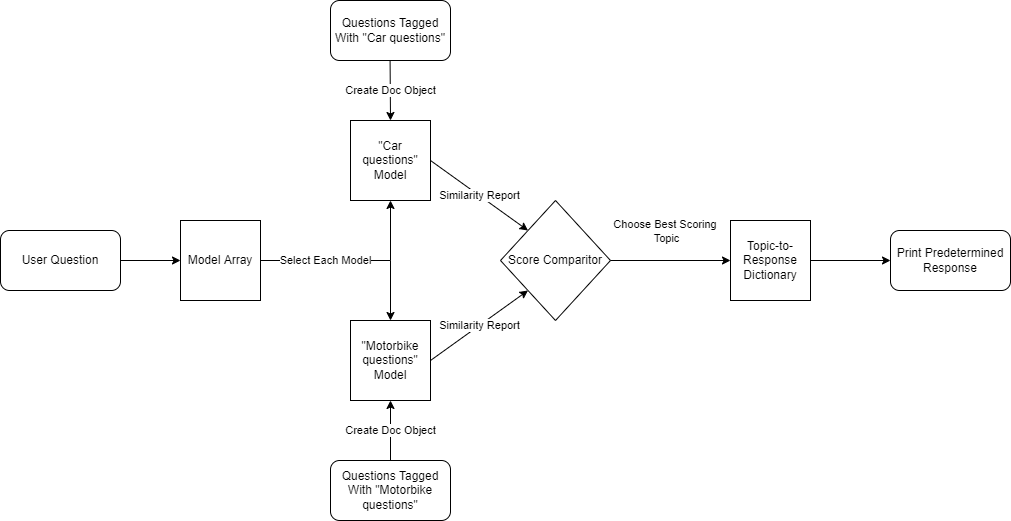 Questions Tagged
With "Car questions"
Create Doc Object
"Car
questions"
Model
Similarity Report
User Question
Model Array
Select Each Model
Score Comparitor
Choose Best Scoring
Topic
Topic-to-
Response
Dictionary
Print Predetermined
Response
Similarity Report
"Motorbike
questions"
Model
Create Doc Object
Questions Tagged
With "Motorbike
questions"